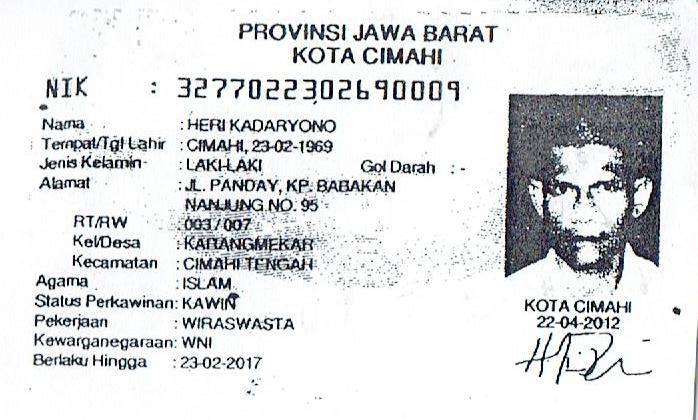 PROVINSI JAWA BARAT
KOTA CIMAHI
NIK : 3277022302690009
Nama : HERI KADARYONO
Tempat/Tgl Lahir : CIMAHI, 23-02-1969
Jenis Kelamin : LAKI-LAKI Gol Darah : -
Alamat : JL. PANDAY, KP. BABAKAN
NANJUNG NO. 95
RT/RW : 003/007
Kel/Desa : KARANGMEKAR
Kecamatan : CIMAHI TENGAH
Agama : ISLAM
Status Perkawinan: KAWIN
Pekerjaan : WIRASWASTA
Kewarganegaraan: WNI
Berlaku Hingga : 23-02-2017
KOTA CIMAHI
22-04-2012